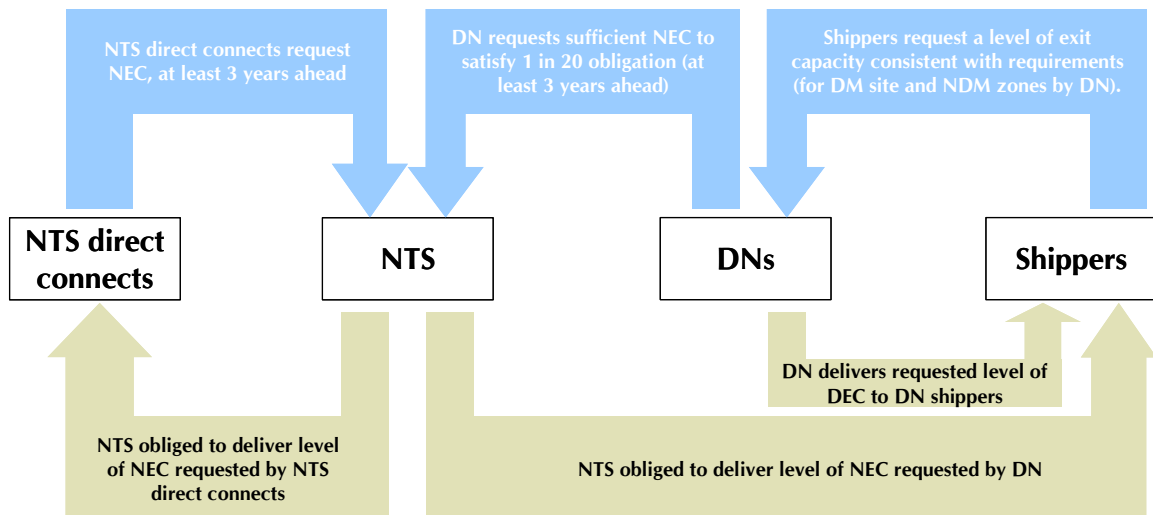 NTS direct connects request
NEC, at least 3 years ahead
DN requests sufficient NEC to
satisfy 1 in 20 obligation (at
least 3 years ahead)
Shippers request a level of exit
capacity consistent with requirements
(for DM site and NDM zones by DN).
NTS direct
connects
NTS
DNs
Shippers
DN delivers requested level of
DEC to DN shippers
NTS obliged to deliver level
of NEC requested by NTS
direct connects
NTS obliged to deliver level of NEC requested by DN